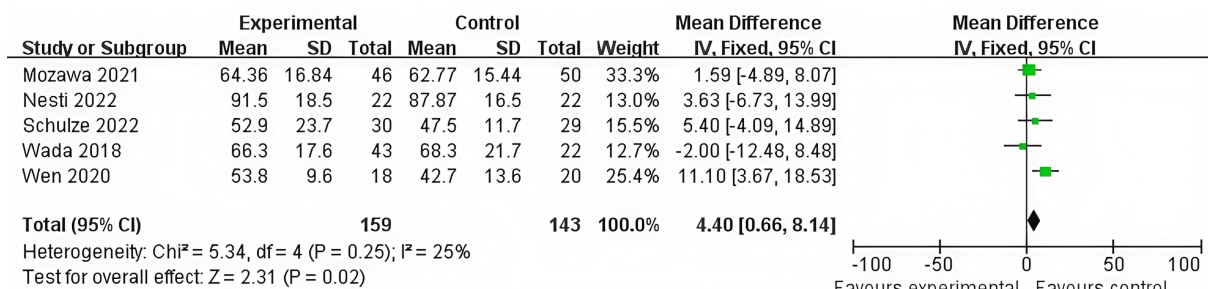 Experimental Control Mean Difference Mean Difference
Study or Subgroup Mean SD Total Mean SD Total Weight IV, Fixed, 95% CI IV, Fixed, 95% CI
Mozawa 2021 64.36 16.84 46 62.77 15.44 50 33.3% 1.59 [-4.89, 8.07]
Nesti 2022 91.5 18.5 22 87.87 16.5 22 13.0% 3.63 [-6.73, 13.99]
Schulze 2022 52.9 23.7 30 47.5 11.7 29 15.5% 5.40 [-4.09, 14.89]
Wada 2018 66.3 17.6 43 68.3 21.7 22 12.7% -2.00 [-12.48, 8.48]
Wen 2020 53.8 9.6 18 42.7 13.6 20 25.4% 11.10 [3.67, 18.53]
Total (95% CI) 159 143 100.0% 4.40 [0.66, 8.14]
Heterogeneity: Chi² = 5.34, df = 4 (P = 0.25); I² = 25%
Test for overall effect: Z = 2.31 (P = 0.02)
-100 -50 0 50 100
Favours experimental Favours control